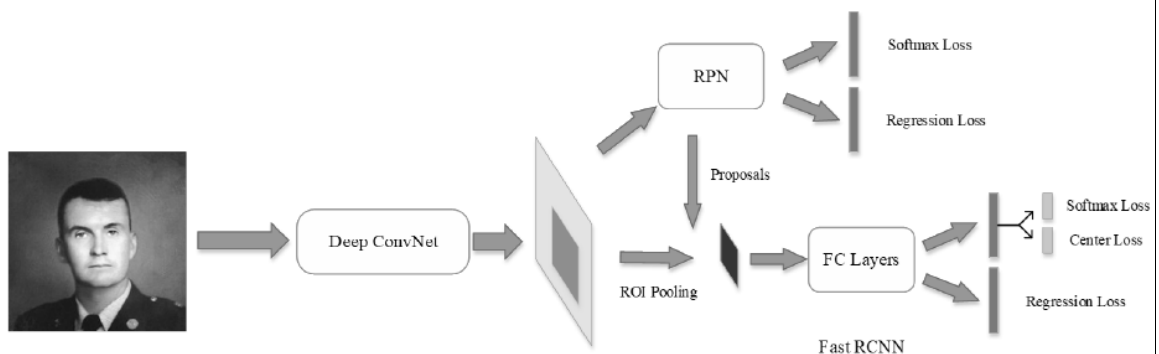 Softmax Loss
RPN
Regression Loss
Proposals
Softmax Loss
Deep ConvNet
Center Loss
FC Layers
ROI Pooling
Regression Loss
Fast RCNN